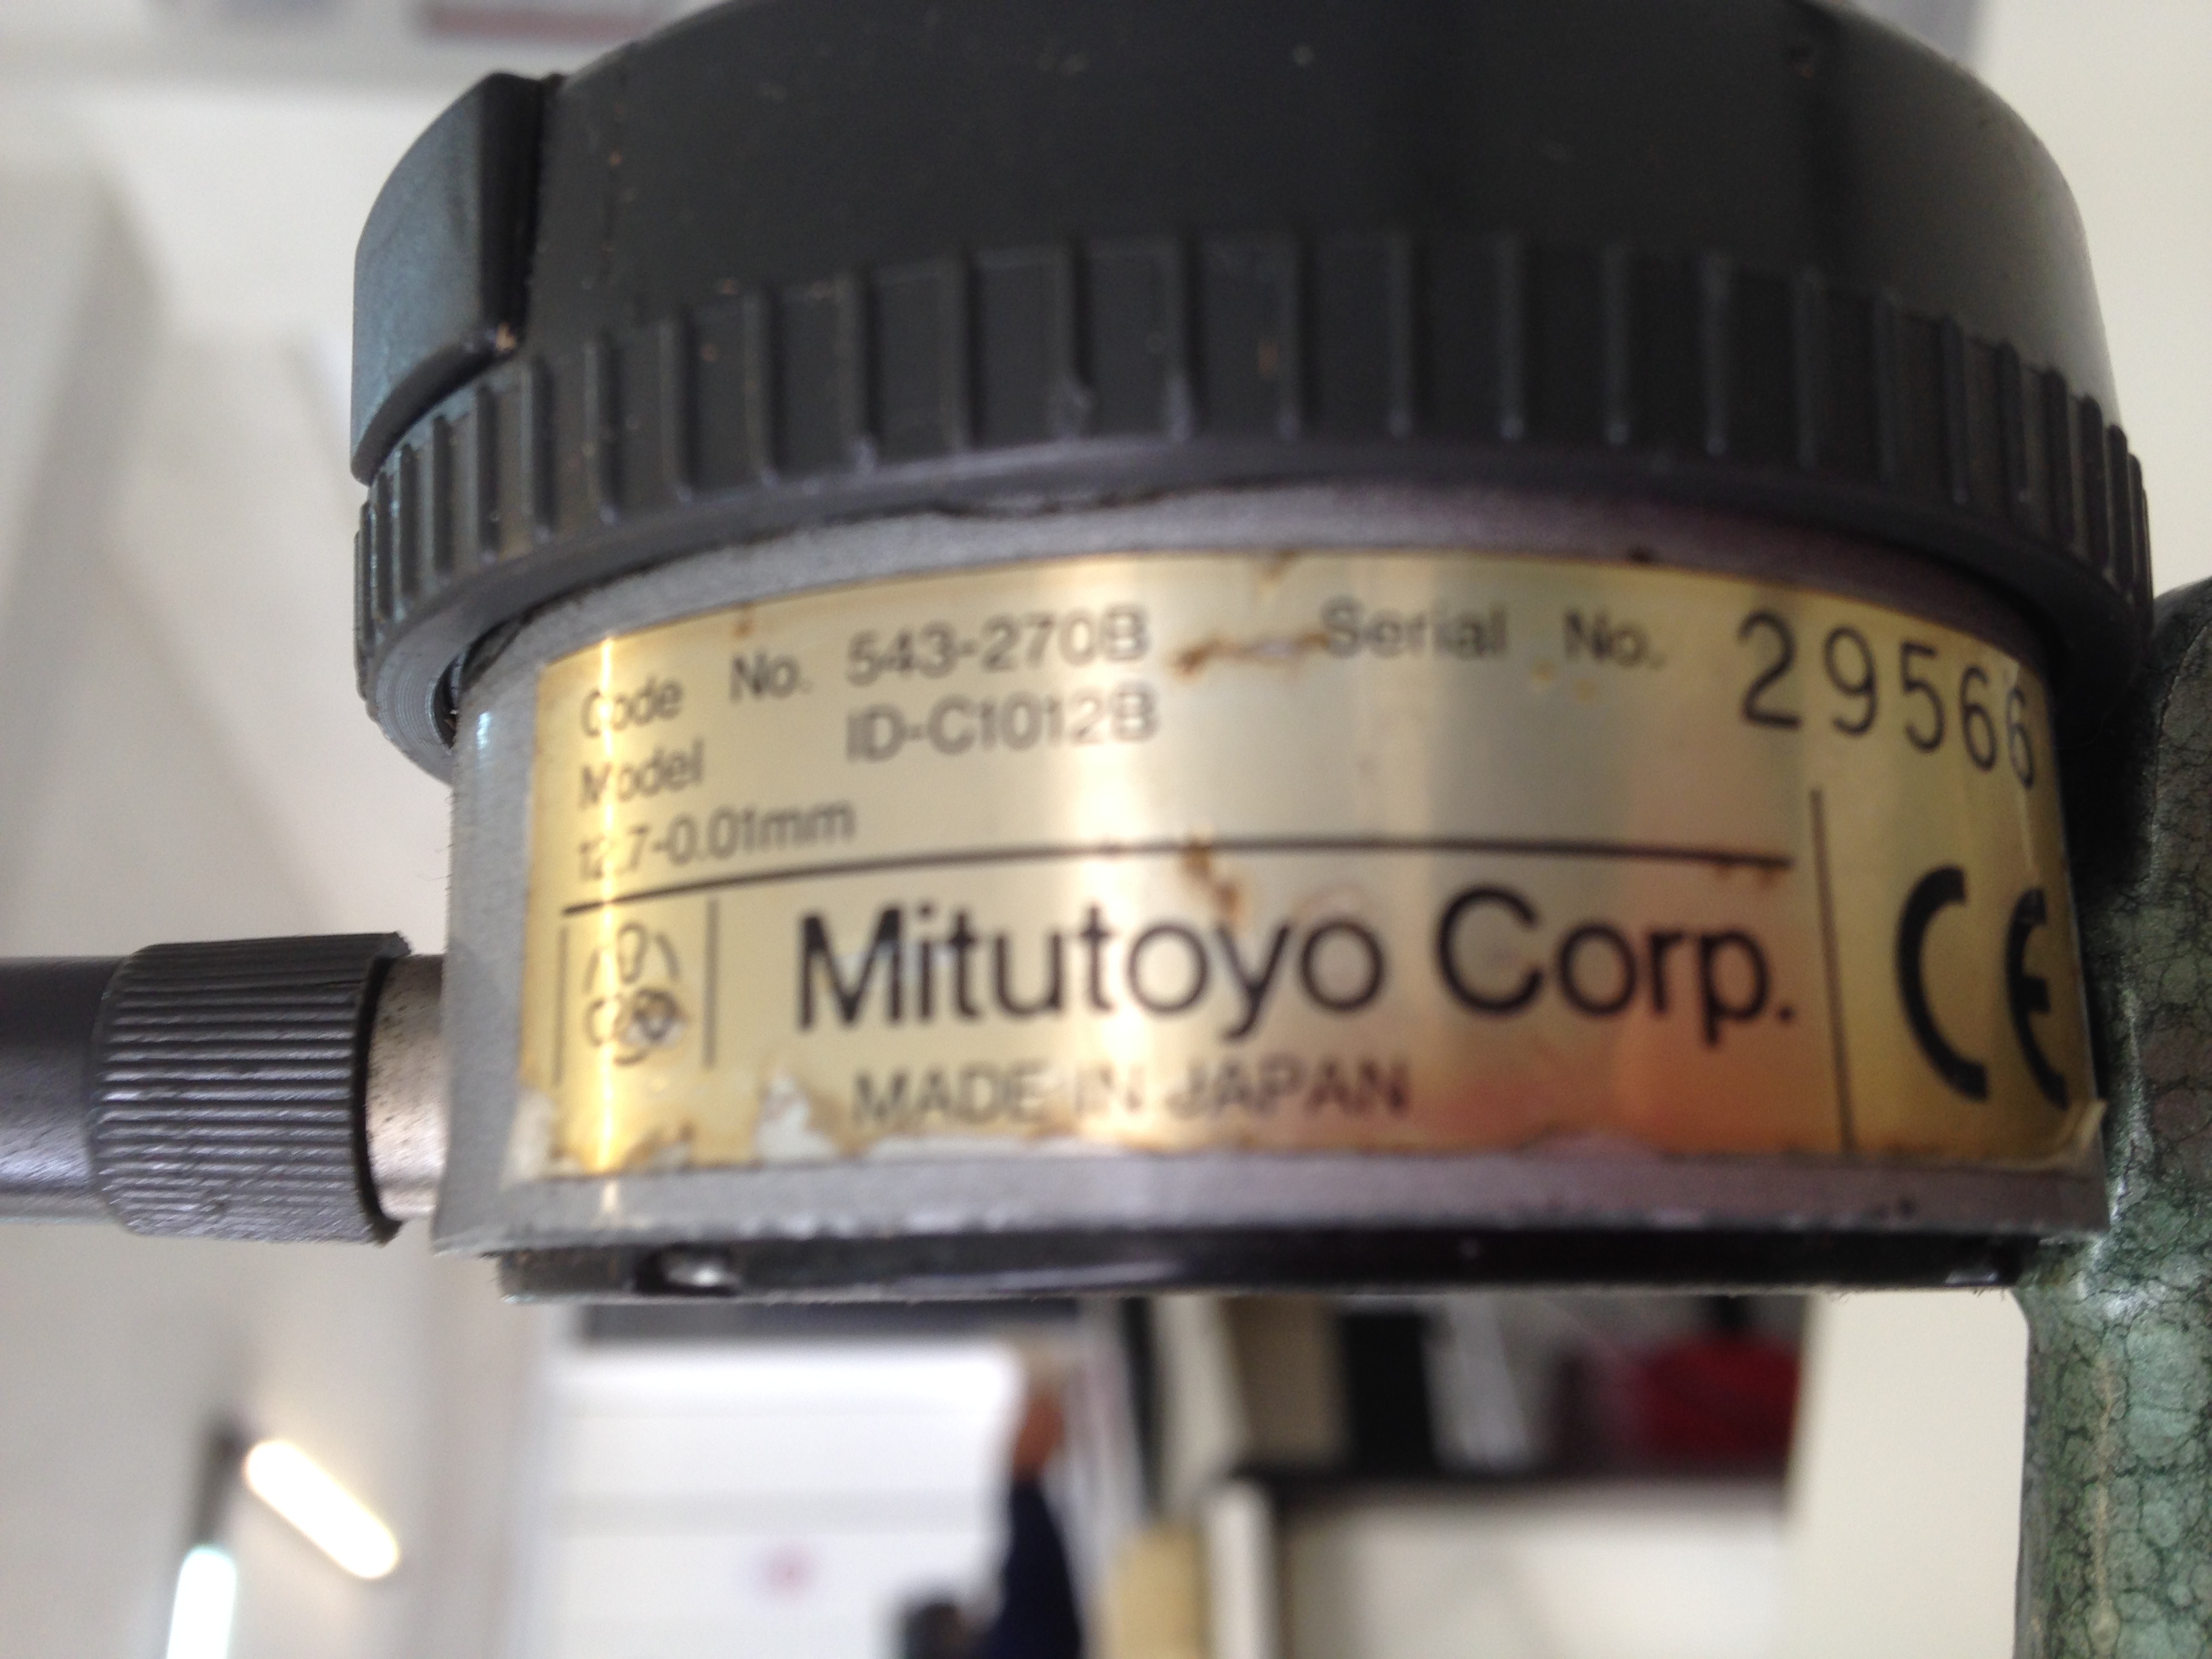 Code No. 543-270B Serial No. 29566
Model ID-C1012B
12.7-0.01mm
Mitutoyo Corp. CE
MADE IN JAPAN